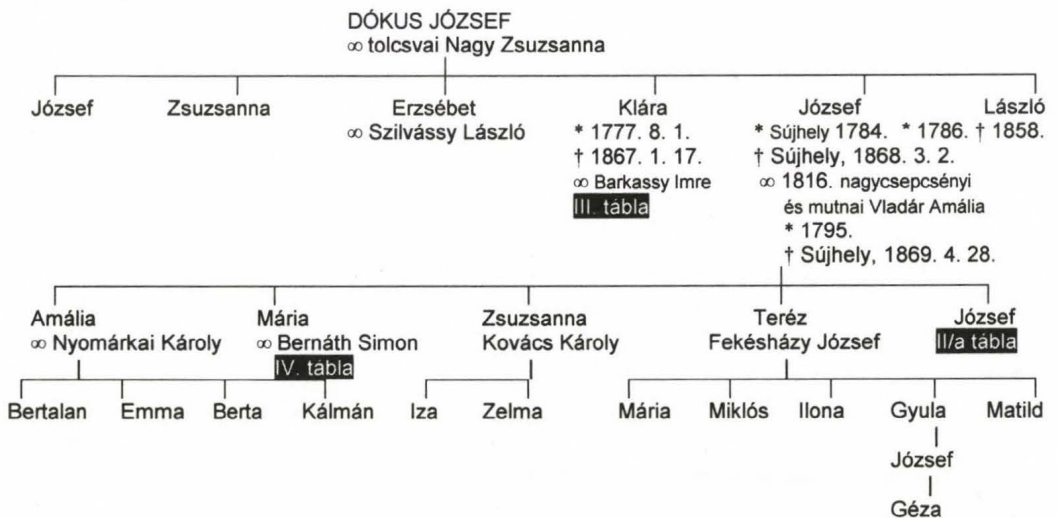 DÓKUS JÓZSEF
∞ tolcsvai Nagy Zsuzsanna
József Zsuzsanna Erzsébet Klára József László
∞ Szilvássy László * 1777. 8. 1. * Sújhely 1784. * 1786. † 1858.
† 1867. 1. 17. † Sújhely, 1868. 3. 2.
∞ Barkassy Imre ∞ 1816. nagycsepcsényi
III. tábla és mutnai Vladár Amália
* 1795.
† Sújhely, 1869. 4. 28.
Amália Mária Zsuzsanna Teréz József
∞ Nyomárkai Károly ∞ Bernáth Simon Kovács Károly Fekésházy József II/a tábla
IV. tábla
Bertalan Emma Berta Kálmán Iza Zelma Mária Miklós Ilona Gyula Matild
József
Géza